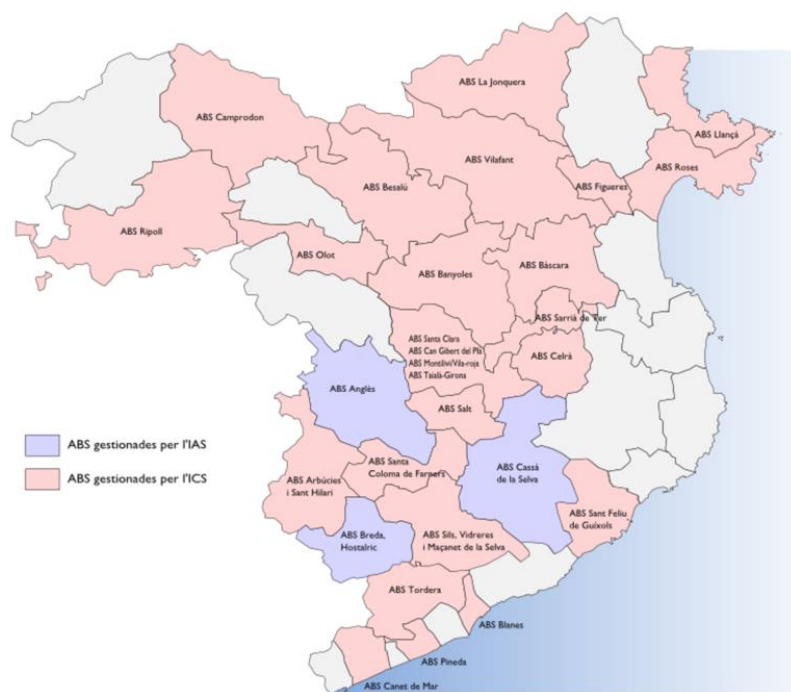 ABS La Jonquera
ABS Camprodon
ABS Llançà
ABS Vilafant
ABS Roses
ABS Figueres
ABS Besalú
ABS Ripoll
ABS Olot
ABS Banyoles
ABS Bàscara
ABS Sarrià de Ter
ABS Santa Clara
ABS Can Gibert del Plà
ABS Montilivi/Vila-roja
ABS Taialà-Girona
ABS Celrà
ABS Anglès
ABS Salt
ABS gestionades per l'IAS
ABS gestionades per l'ICS
ABS Santa
Coloma de Farners
ABS Cassà
de la Selva
ABS Arbúcies
i Sant Hilari
ABS Sant Feliu
de Guíxols
ABS Breda,
Hostalric
ABS Sils, Vidreres
i Maçanet de la Selva
ABS Tordera
ABS Blanes
ABS Pineda
ABS Canet de Mar